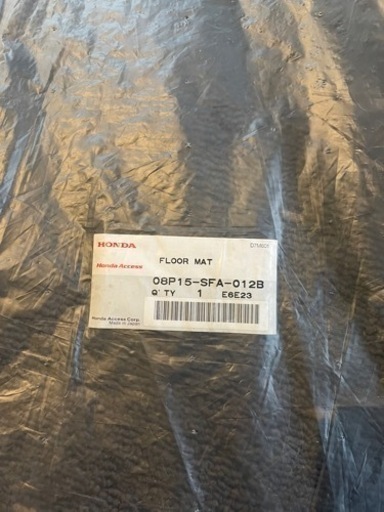 HONDA
Honda Access
FLOOR MAT
08P15-SFA-012B
Q'TY 1 E6E23
Honda Access Corp.
Made in Japan